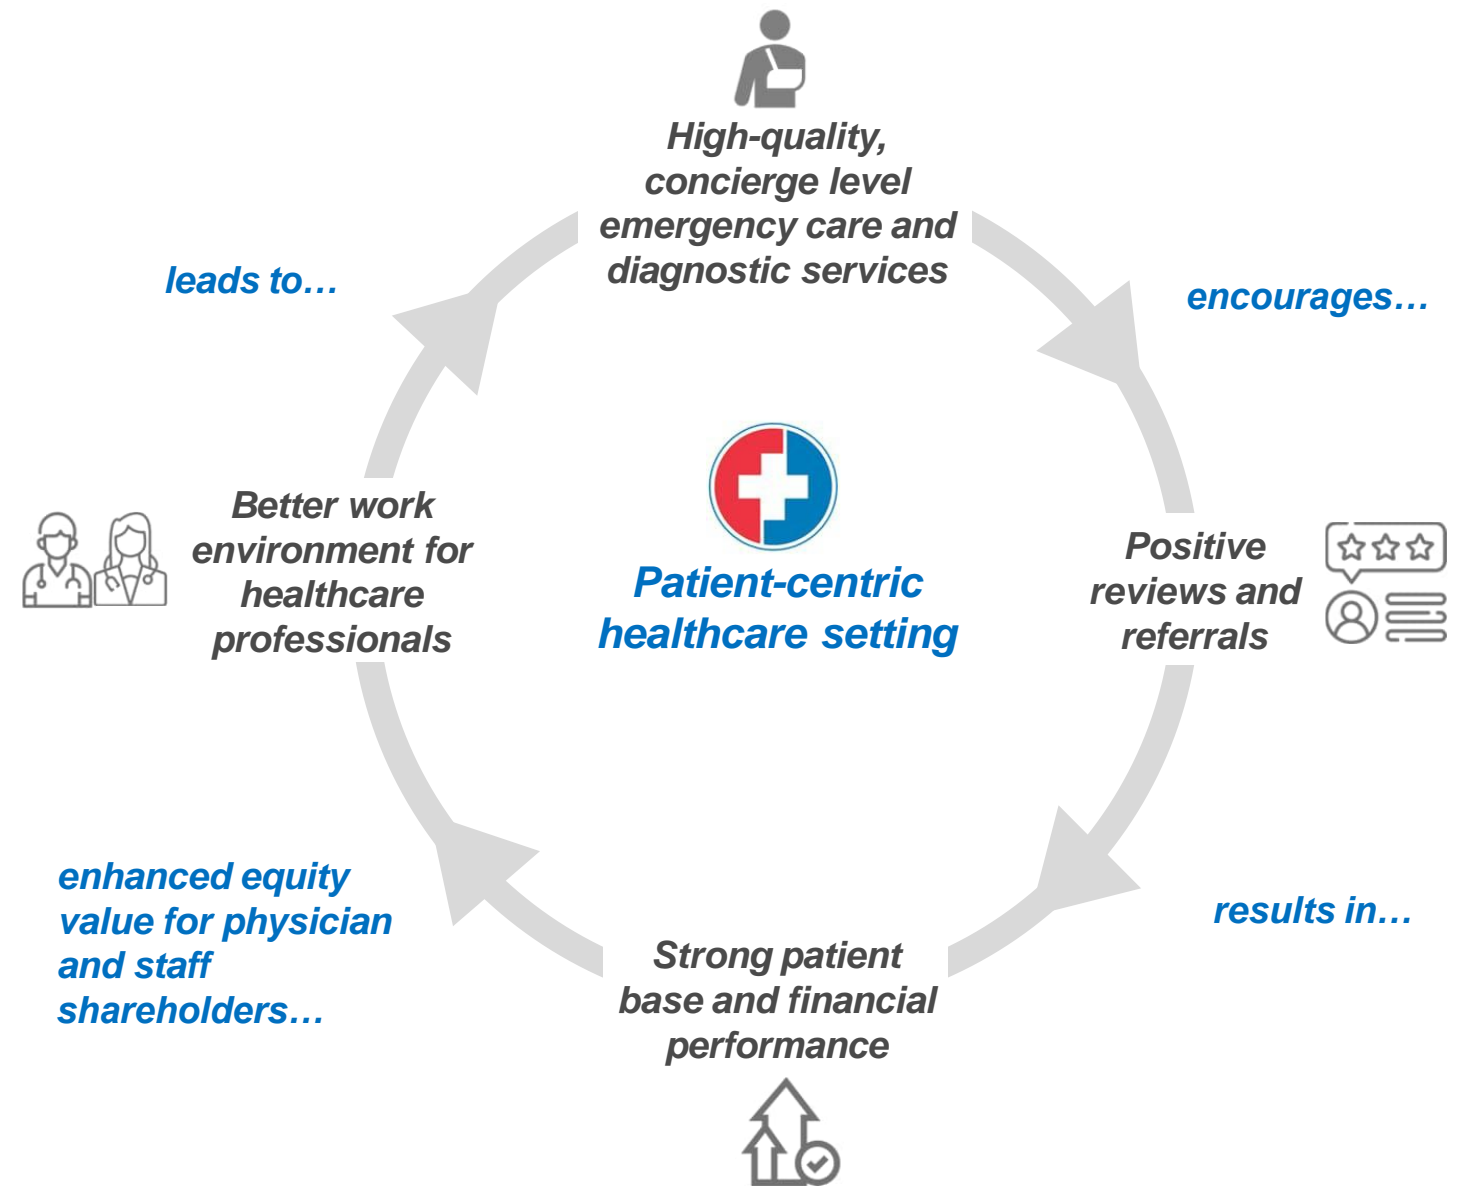 High-quality,
concierge level
emergency care and
diagnostic services
encourages…
Positive
reviews and
referrals
results in…
Strong patient
base and financial
performance
enhanced equity
value for physician
and staff
shareholders…
Better work
environment for
healthcare
professionals
leads to…
Patient-centric
healthcare setting